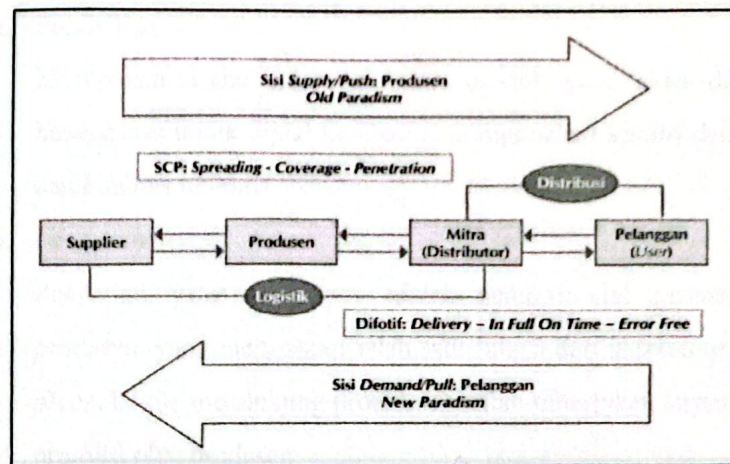 Sisi Supply/Push: Produsen
Old Paradism
SCP: Spreading - Coverage - Penetration
Distribusi
Supplier
Produsen
Mitra
(Distributor)
Pelanggan
(User)
Logistik
Difotif: Delivery – In Full On Time – Error Free
Sisi Demand/Pull: Pelanggan
New Paradism